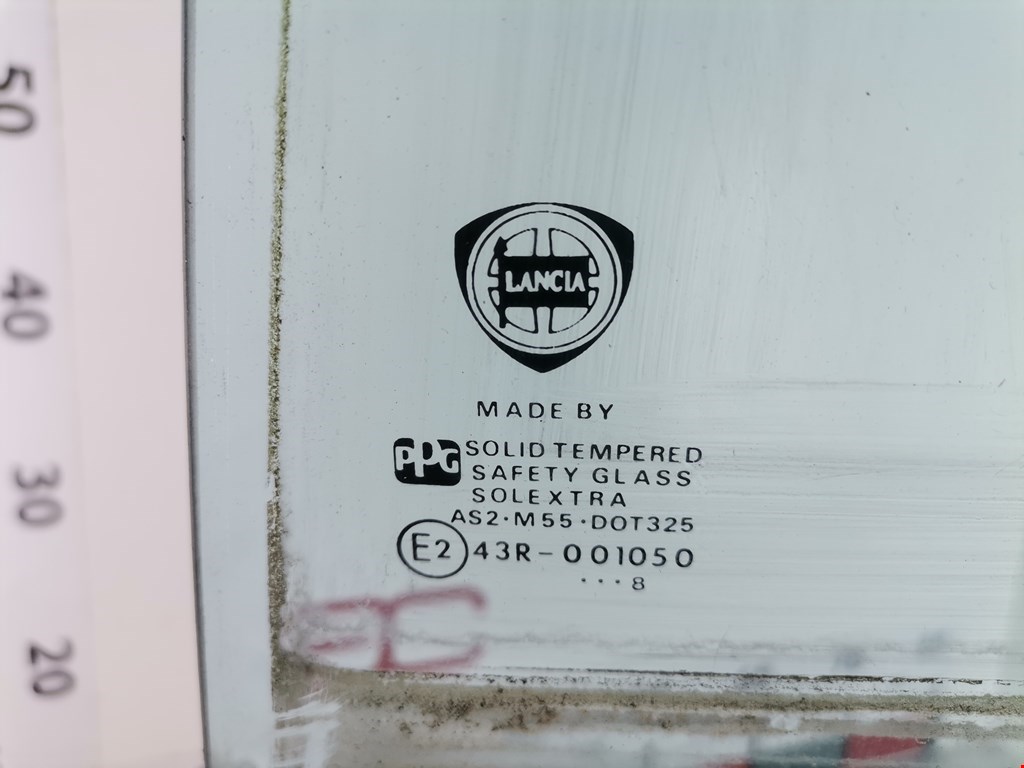 50
40
30
20
LANCIA
MADE BY
PPG SOLID TEMPERED
SAFETY GLASS
SOLEXTRA
AS2·M55·DOT325
E2 43R-001050
···8